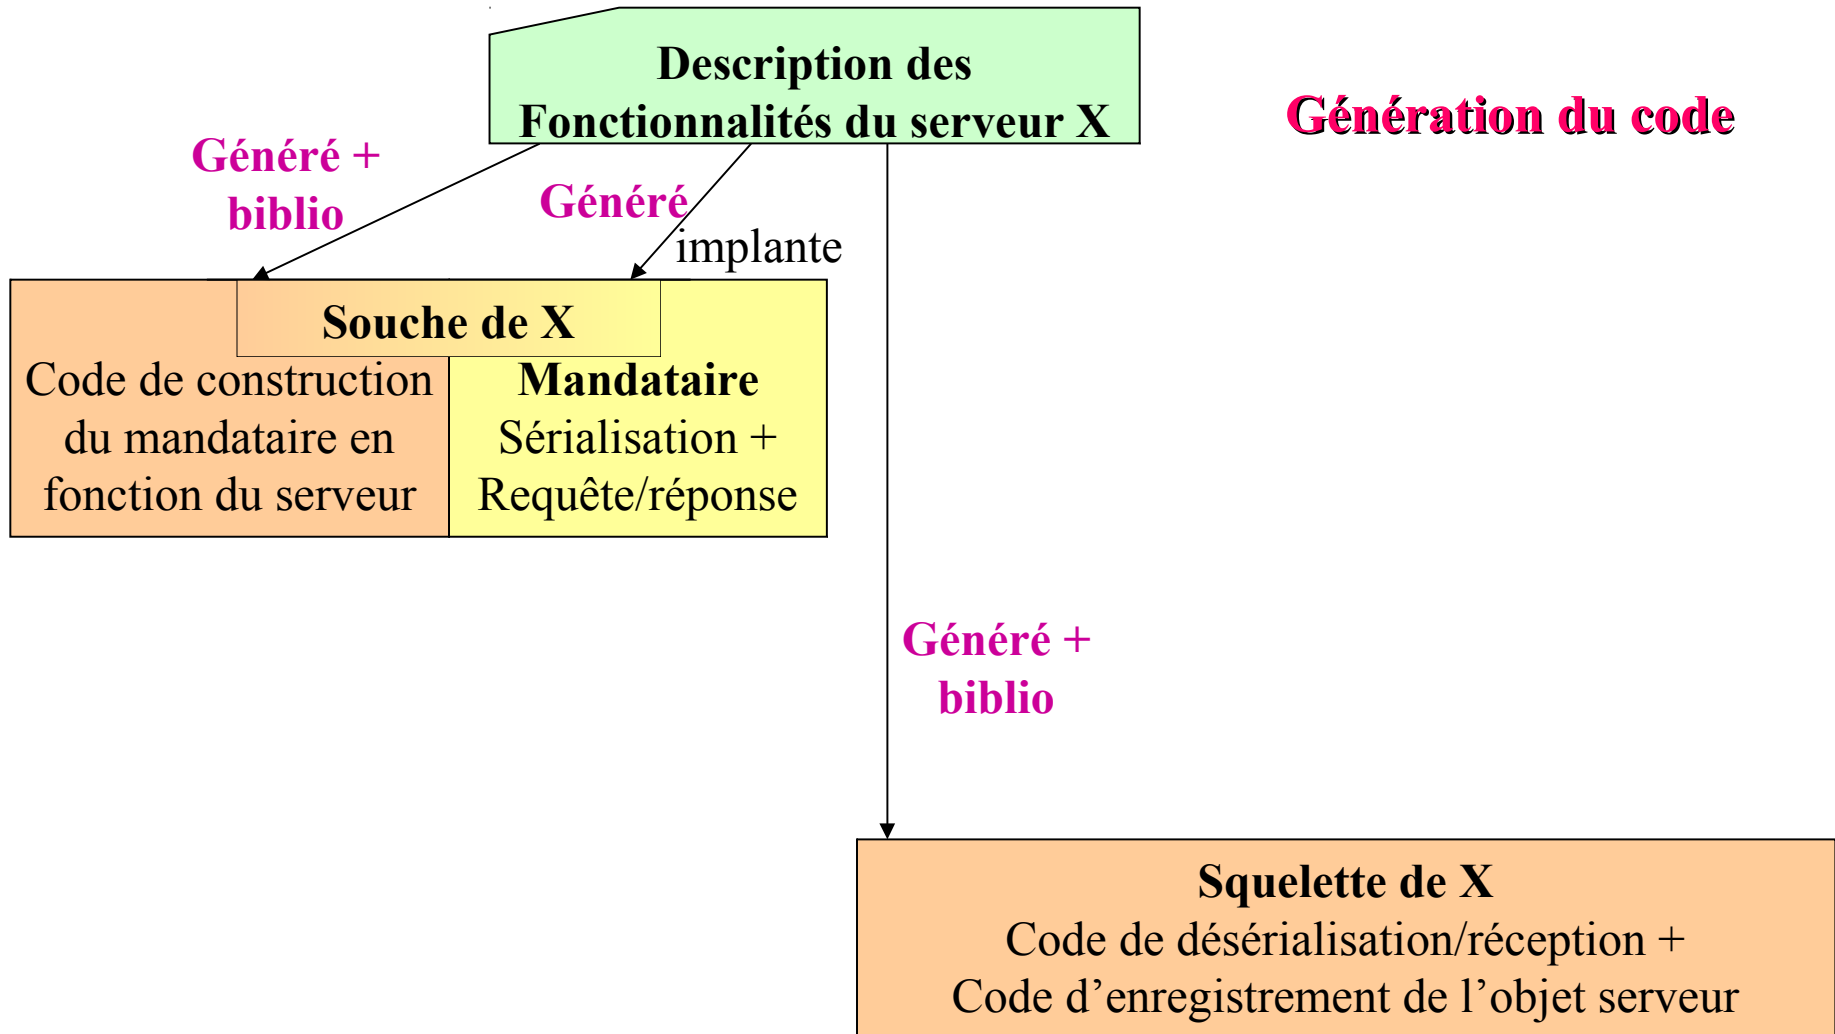 Description des
Fonctionnalités du serveur X
Génération du code
Généré +
biblio
Généré
implante
Souche de X
Code de construction
du mandataire en
fonction du serveur
Mandataire
Sérialisation +
Requête/réponse
Généré +
biblio
Squelette de X
Code de désérialisation/réception +
Code d’enregistrement de l’objet serveur